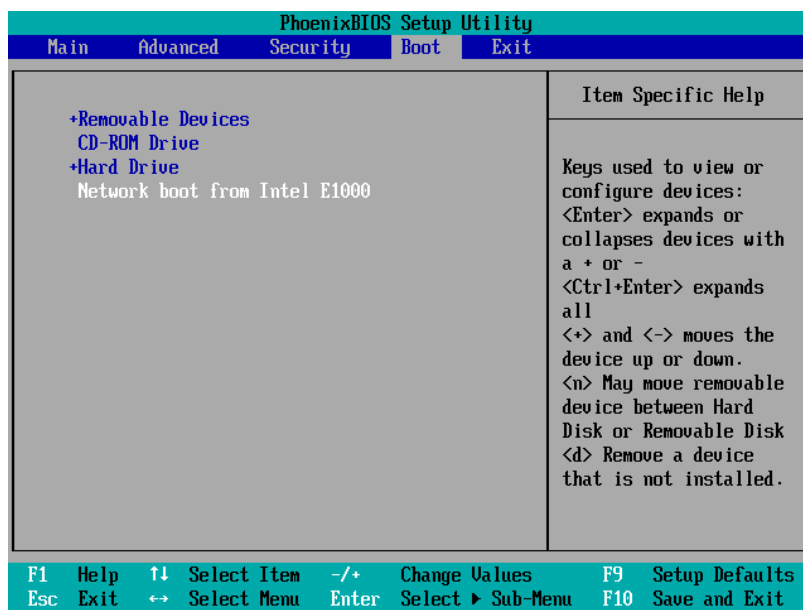 PhoenixBIOS Setup Utility
Main Advanced Security Boot Exit
+Removable Devices
CD-ROM Drive
+Hard Drive
Network boot from Intel E1000
Item Specific Help
Keys used to view or
configure devices:
<Enter> expands or
collapses devices with
a + or -
<Ctrl+Enter> expands
all
<+> and <-> moves the
device up or down.
<n> May move removable
device between Hard
Disk or Removable Disk
<d> Remove a device
that is not installed.
F1 Help ↑↓ Select Item -/+ Change Values F9 Setup Defaults
Esc Exit ↔ Select Menu Enter Select ▶ Sub-Menu F10 Save and Exit